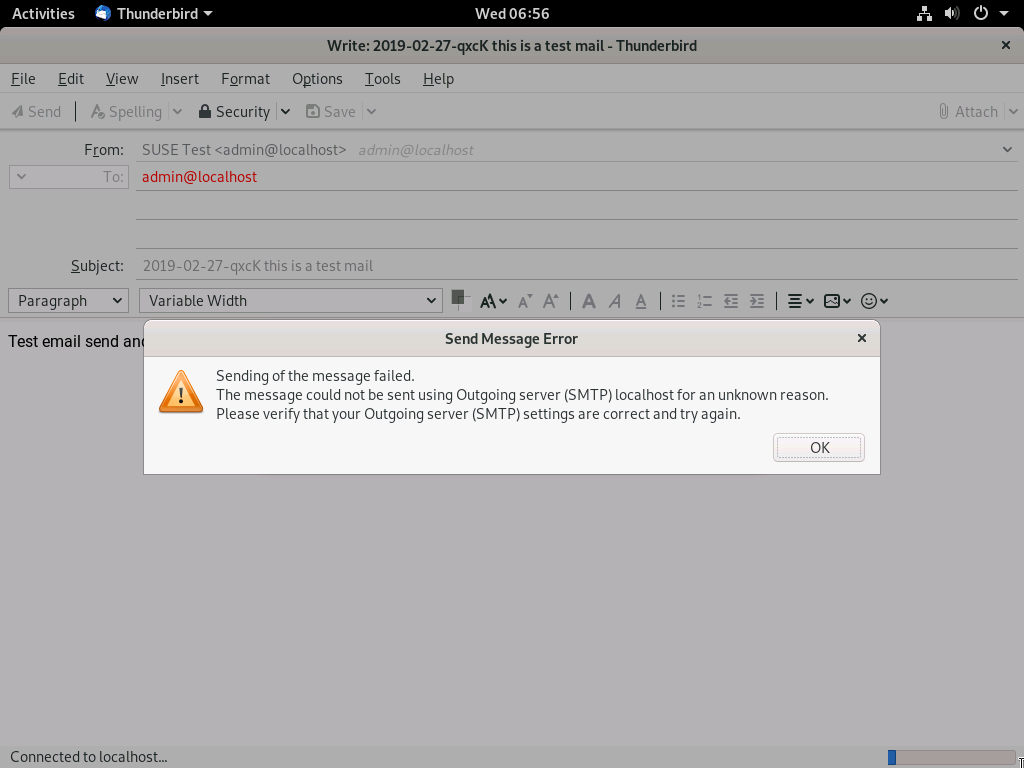 Activities Thunderbird Wed 06:56
Write: 2019-02-27-qxcK this is a test mail - Thunderbird
File Edit View Insert Format Options Tools Help
Send Spelling Security Save Attach
From: SUSE Test <admin@localhost> admin@localhost
To: admin@localhost
Subject: 2019-02-27-qxcK this is a test mail
Paragraph Variable Width
Test email send and
Send Message Error
Sending of the message failed.
The message could not be sent using Outgoing server (SMTP) localhost for an unknown reason.
Please verify that your Outgoing server (SMTP) settings are correct and try again.
OK
Connected to localhost...